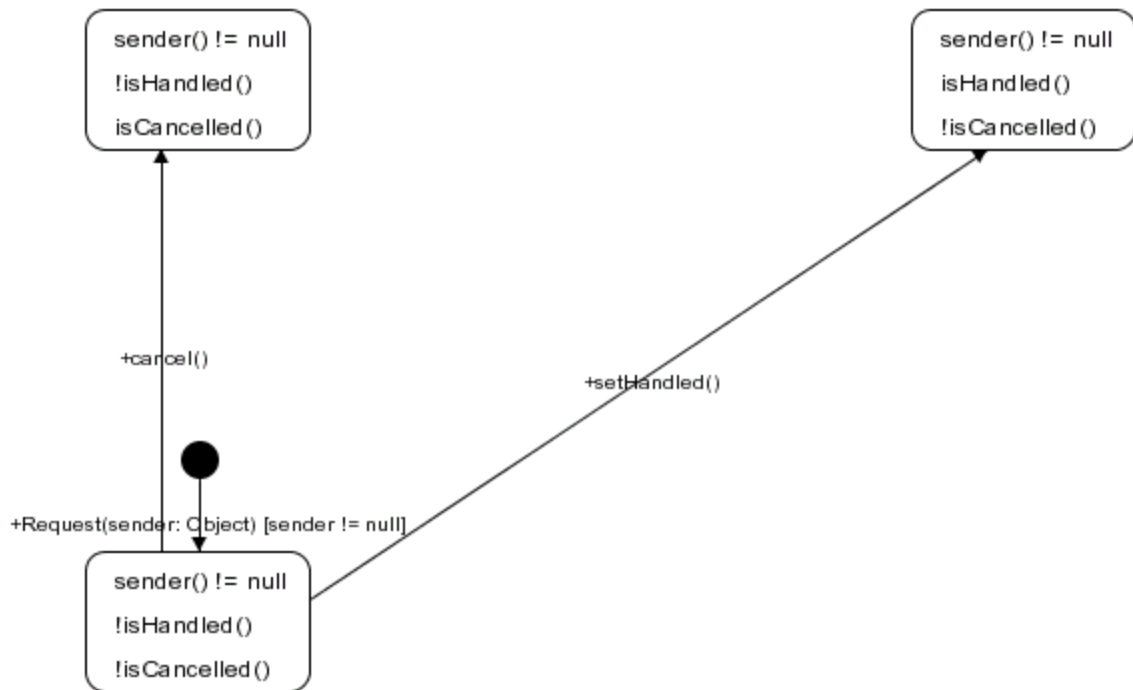 sender() != null
!isHandled()
isCancelled()
sender() != null
isHandled()
!isCancelled()
+cancel()
+setHandled()
+Request(sender: Object) [sender != null]
sender() != null
!isHandled()
!isCancelled()